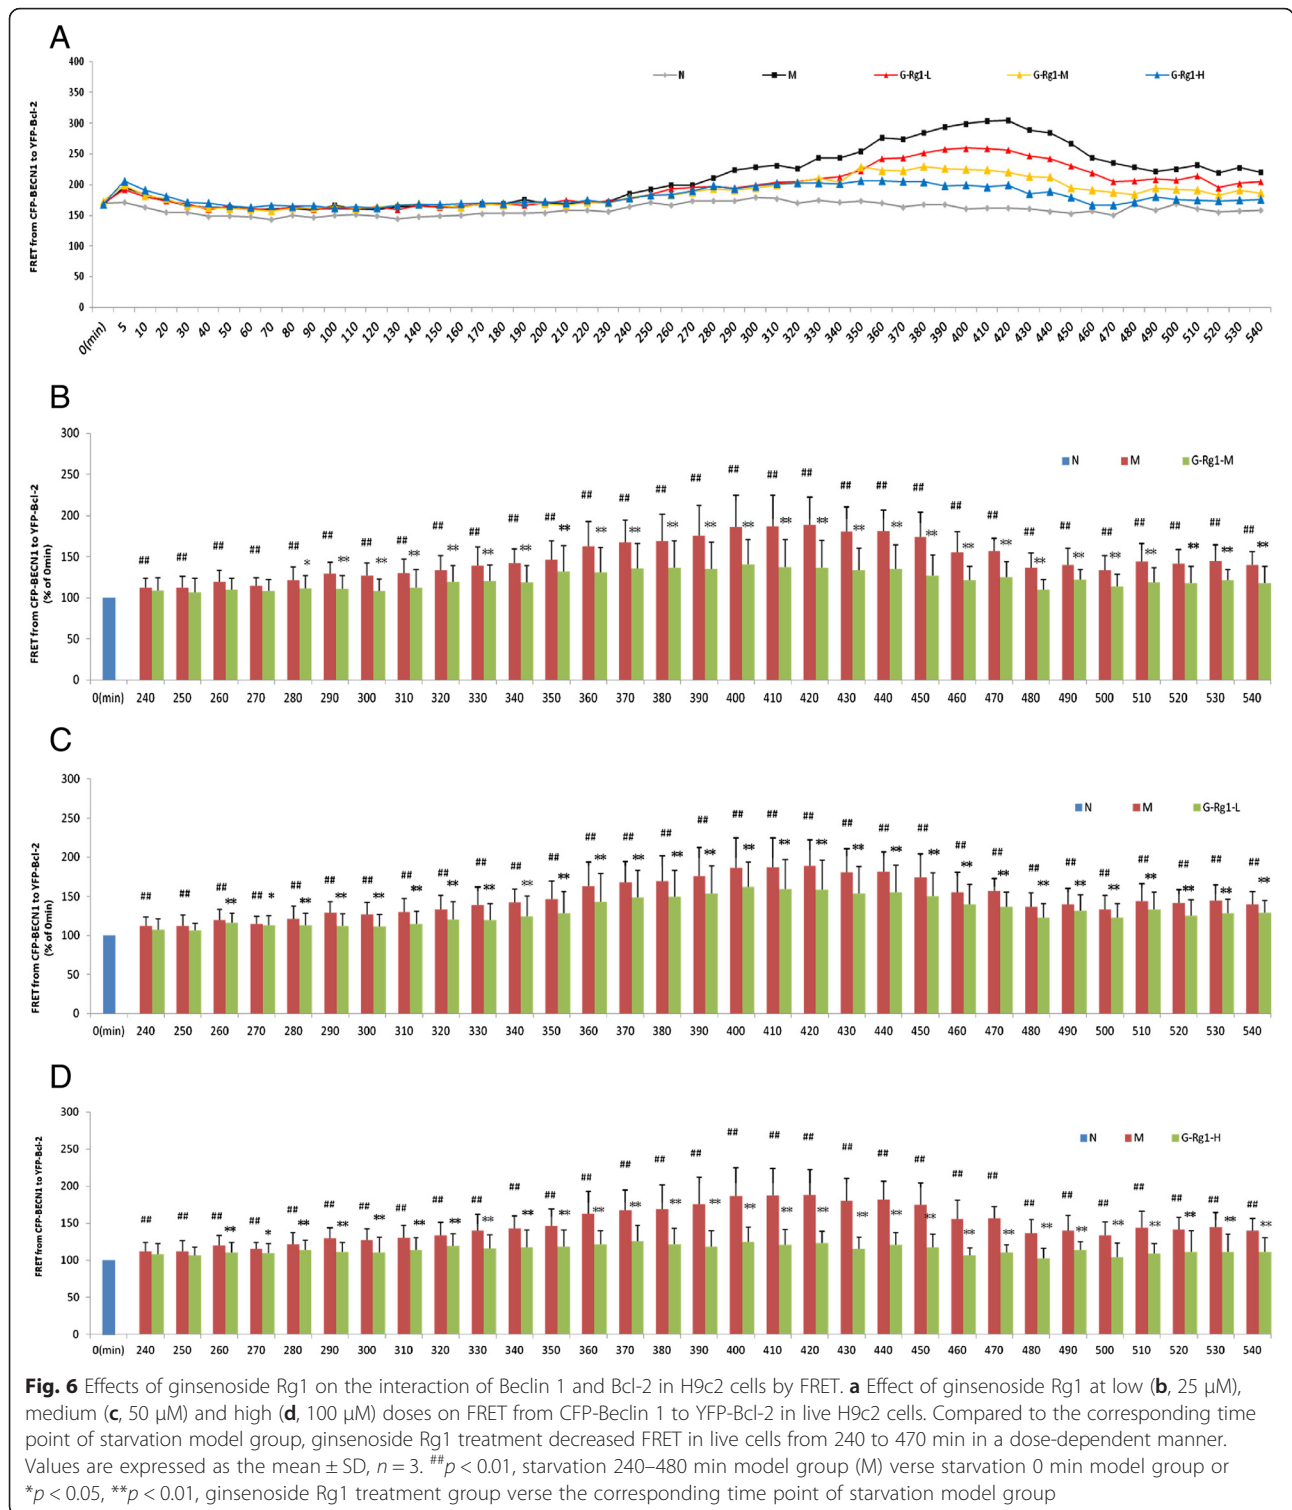 A
FRET from CFP-BECN1 to YFP-Bcl-2
400
350
300
250
200
150
100
50
0
N M G-Rg1-L G-Rg1-M G-Rg1-H
0(min) 5 10 20 30 40 50 60 70 80 90 100 110 120 130 140 150 160 170 180 190 200 210 220 230 240 250 260 270 280 290 300 310 320 330 340 350 360 370 380 390 400 410 420 430 440 450 460 470 480 490 500 510 520 530 540
B
FRET from CFP-BECN1 to YFP-Bcl-2
(% of 0min)
300
250
200
150
100
50
0
N M G-Rg1-M
## ## ## ## ## ## ## ## ## ## ## ## ## ## ## ## ## ## ## ## ## ## ## ## ## ## ## ## ## ## ##
* ** ** ** ** ** ** ** ** ** ** ** ** ** ** ** ** ** ** ** ** ** ** ** ** **
0(min) 240 250 260 270 280 290 300 310 320 330 340 350 360 370 380 390 400 410 420 430 440 450 460 470 480 490 500 510 520 530 540
C
FRET from CFP-BECN1 to YFP-Bcl-2
(% of 0min)
300
250
200
150
100
50
0
N M G-Rg1-L
## ## ## ## ## ## ## ## ## ## ## ## ## ## ## ## ## ## ## ## ## ## ## ## ## ## ## ## ## ## ##
** * ** ** ** ** ** ** ** ** ** ** ** ** ** ** ** ** ** ** ** ** ** ** ** ** ** ** **
0(min) 240 250 260 270 280 290 300 310 320 330 340 350 360 370 380 390 400 410 420 430 440 450 460 470 480 490 500 510 520 530 540
D
FRET from CFP-BECN1 to YFP-Bcl-2
300
250
200
150
100
50
0
N M G-Rg1-H
## ## ## ## ## ## ## ## ## ## ## ## ## ## ## ## ## ## ## ## ## ## ## ## ## ## ## ## ## ## ##
** * ** ** ** ** ** ** ** ** ** ** ** ** ** ** ** ** ** ** ** ** ** ** ** ** ** ** **
0(min) 240 250 260 270 280 290 300 310 320 330 340 350 360 370 380 390 400 410 420 430 440 450 460 470 480 490 500 510 520 530 540
Fig. 6 Effects of ginsenoside Rg1 on the interaction of Beclin 1 and Bcl-2 in H9c2 cells by FRET. a Effect of ginsenoside Rg1 at low (b, 25 μM),
medium (c, 50 μM) and high (d, 100 μM) doses on FRET from CFP-Beclin 1 to YFP-Bcl-2 in live H9c2 cells. Compared to the corresponding time
point of starvation model group, ginsenoside Rg1 treatment decreased FRET in live cells from 240 to 470 min in a dose-dependent manner.
Values are expressed as the mean ± SD, n = 3. ##p < 0.01, starvation 240–480 min model group (M) verse starvation 0 min model group or
*p < 0.05, **p < 0.01, ginsenoside Rg1 treatment group verse the corresponding time point of starvation model group